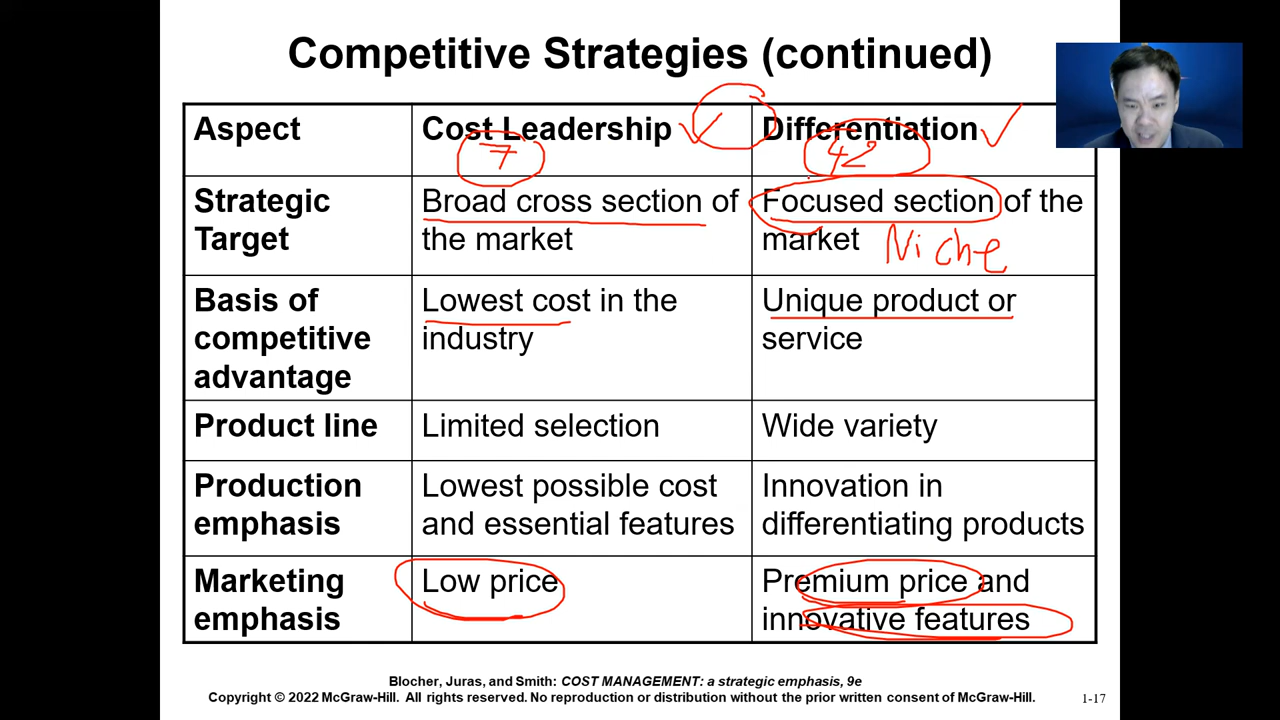 Competitive Strategies (continued)
Aspect
Cost Leadership
Differentiation
7
42
Strategic
Target
Broad cross section of
the market
Focused section of the
market
Niche
Basis of
competitive
advantage
Lowest cost in the
industry
Unique product or
service
Product line
Limited selection
Wide variety
Production
emphasis
Lowest possible cost
and essential features
Innovation in
differentiating products
Marketing
emphasis
Low price
Premium price and
innovative features
Blocher, Juras, and Smith: COST MANAGEMENT: a strategic emphasis, 9e
Copyright © 2022 McGraw-Hill. All rights reserved. No reproduction or distribution without the prior written consent of McGraw-Hill.
1-17